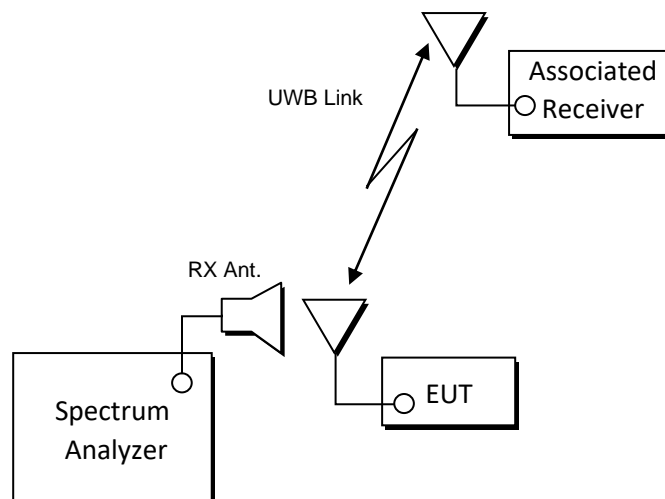 Associated
Receiver
UWB Link
RX Ant.
EUT
Spectrum
Analyzer